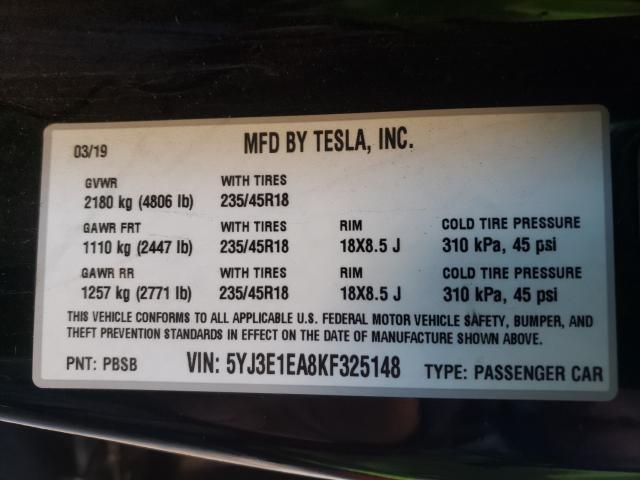 03/19 MFD BY TESLA, INC.
GVWR WITH TIRES
2180 kg (4806 lb) 235/45R18
GAWR FRT WITH TIRES RIM COLD TIRE PRESSURE
1110 kg (2447 lb) 235/45R18 18X8.5 J 310 kPa, 45 psi
GAWR RR WITH TIRES RIM COLD TIRE PRESSURE
1257 kg (2771 lb) 235/45R18 18X8.5 J 310 kPa, 45 psi
THIS VEHICLE CONFORMS TO ALL APPLICABLE U.S. FEDERAL MOTOR VEHICLE SAFETY, BUMPER, AND
THEFT PREVENTION STANDARDS IN EFFECT ON THE DATE OF MANUFACTURE SHOWN ABOVE.
PNT: PBSB VIN: 5YJ3E1EA8KF325148 TYPE: PASSENGER CAR